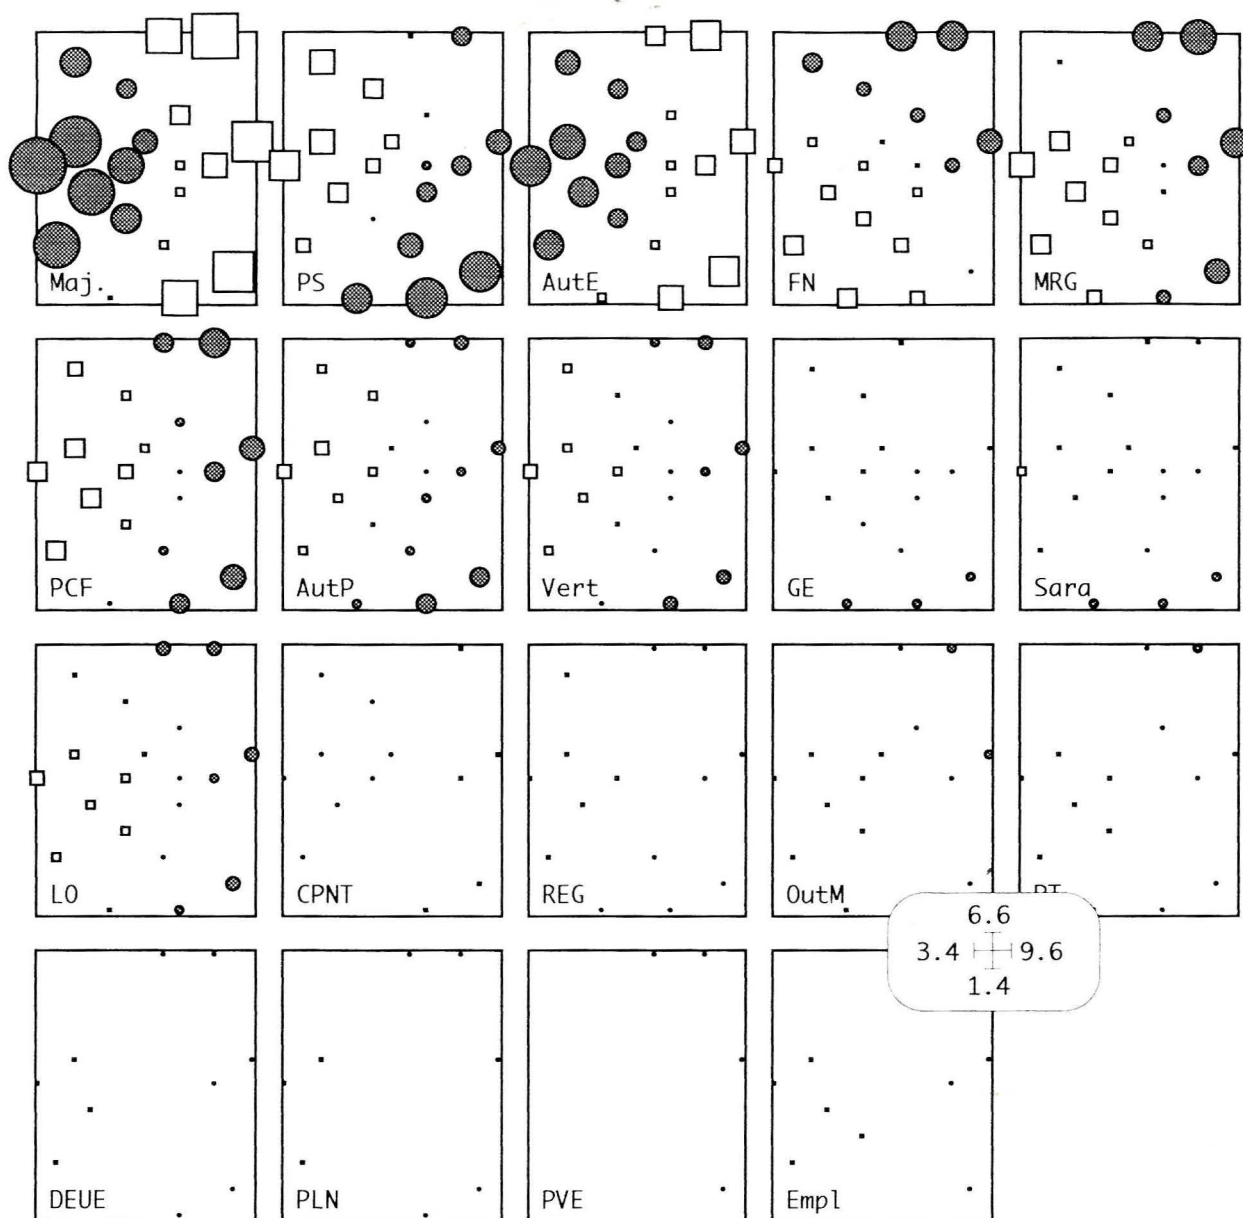 Maj.
PS
AutE
FN
MRG
PCF
AutP
Vert
GE
Sara
LO
CPNT
REG
OutM
6.6
3.4 9.6
1.4
DEUE
PLN
PVE
Empl